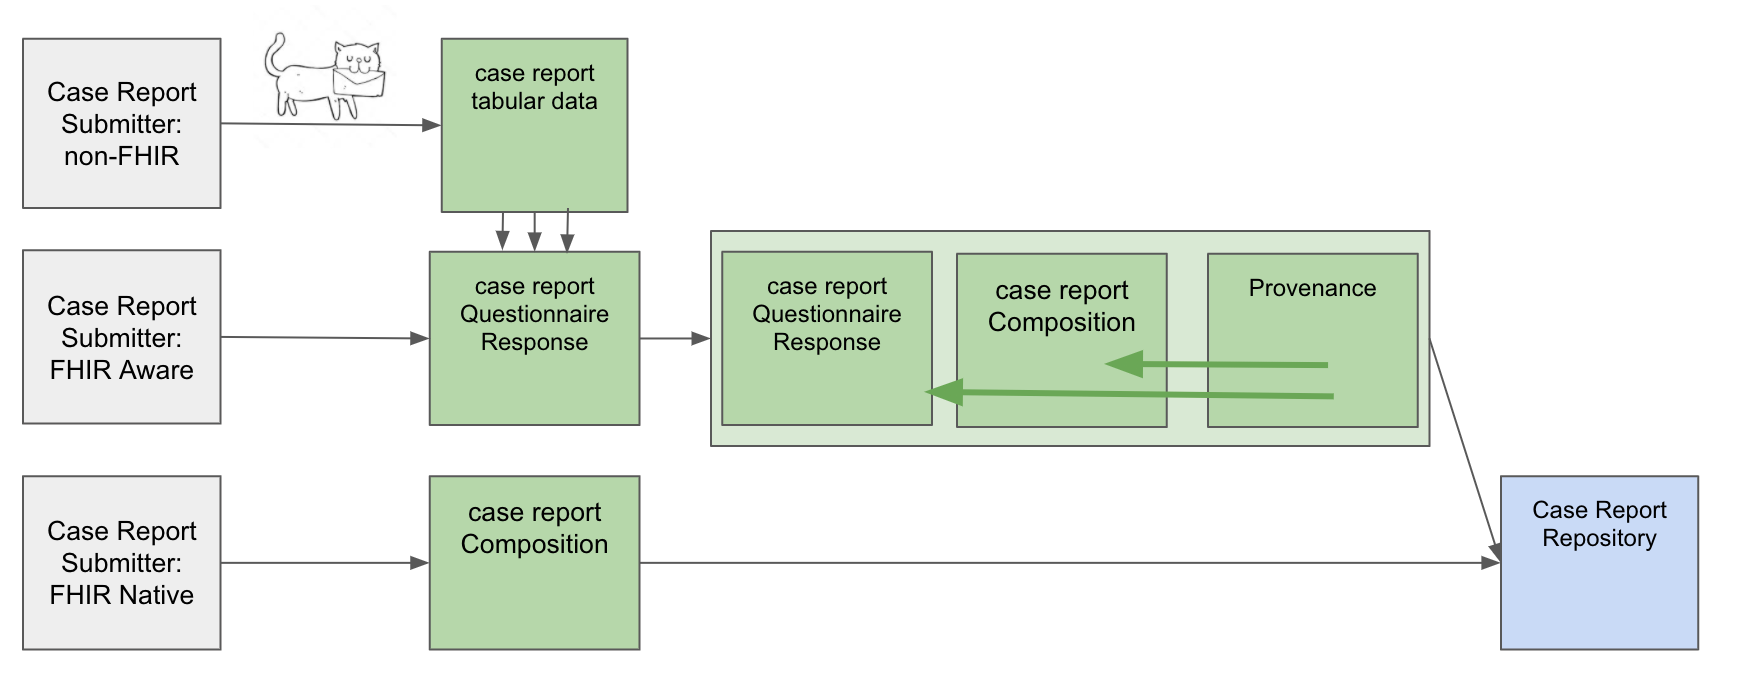 Case Report
Submitter:
non-FHIR
case report
tabular data
Case Report
Submitter:
FHIR Aware
case report
Questionnaire
Response
case report
Questionnaire
Response
case report
Composition
Provenance
Case Report
Submitter:
FHIR Native
case report
Composition
Case Report
Repository